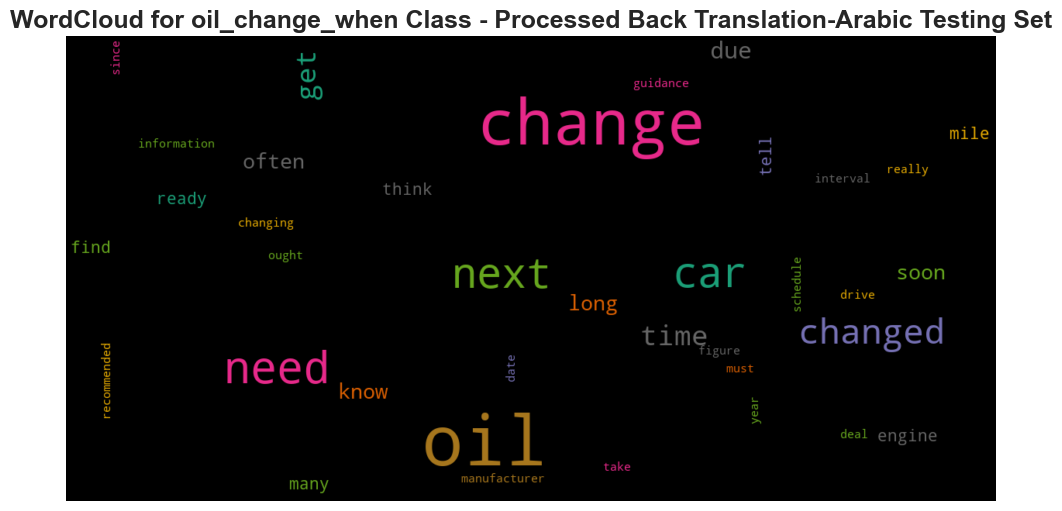 WordCloud for oil_change_when Class - Processed Back Translation-Arabic Testing Set
since
get
due
guidance
change
mile
information
often
tell
really
think
interval
ready
changing
find
ought
next
car
soon
schedule
long
drive
time
changed
figure
need
date
must
know
recommended
year
oil
deal
engine
take
manufacturer
many